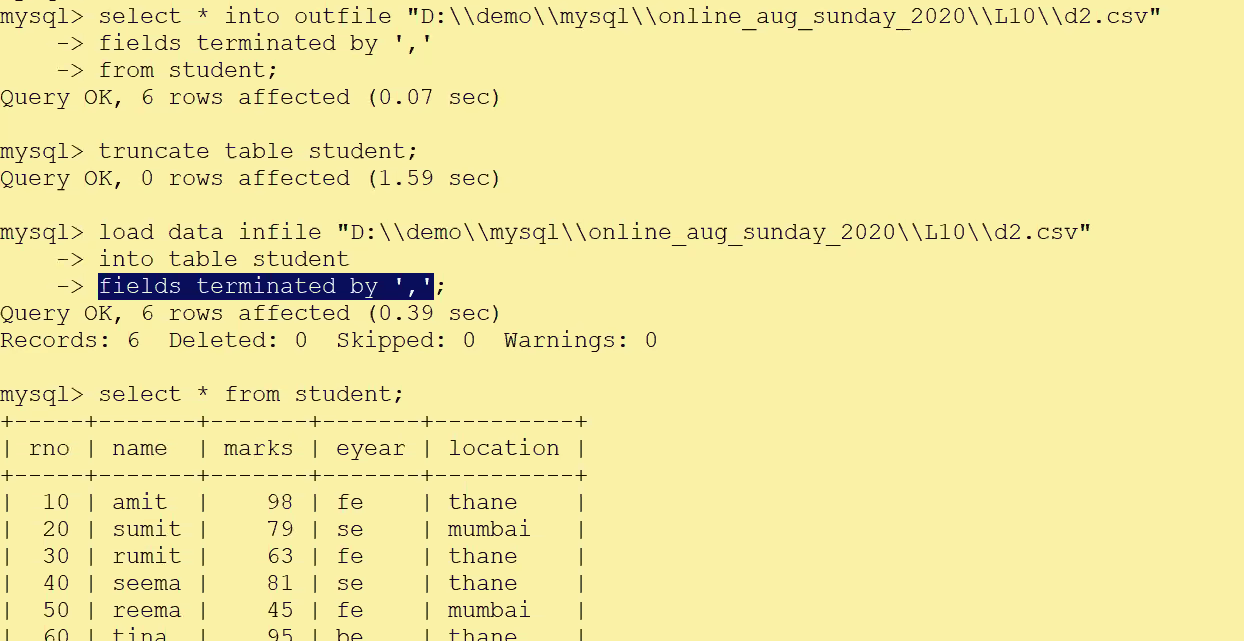 mysql> select * into outfile "D:\\demo\\mysql\\online_aug_sunday_2020\\L10\\d2.csv"
    -> fields terminated by ','
    -> from student;
Query OK, 6 rows affected (0.07 sec)
mysql> truncate table student;
Query OK, 0 rows affected (1.59 sec)
mysql> load data infile "D:\\demo\\mysql\\online_aug_sunday_2020\\L10\\d2.csv"
    -> into table student
    -> fields terminated by ',';
Query OK, 6 rows affected (0.39 sec)
Records: 6  Deleted: 0  Skipped: 0  Warnings: 0
mysql> select * from student;
+-----+-------+-------+-------+----------+
| rno | name  | marks | eyear | location |
+-----+-------+-------+-------+----------+
|  10 | amit  |    98 | fe    | thane    |
|  20 | sumit |    79 | se    | mumbai   |
|  30 | rumit |    63 | fe    | thane    |
|  40 | seema |    81 | se    | thane    |
|  50 | reema |    45 | fe    | mumbai   |
|  60 | tina  |    95 | be    | thane    |